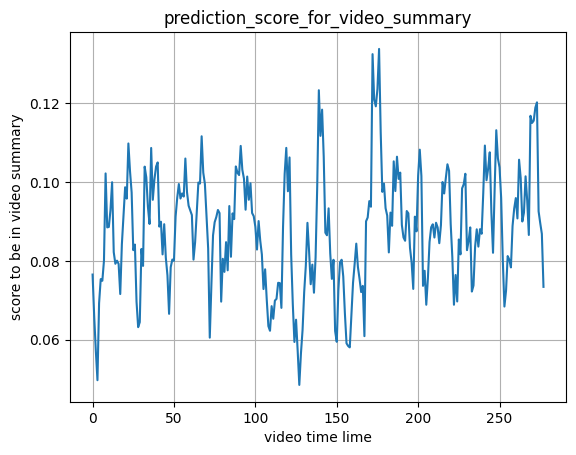 prediction_score_for_video_summary
score to be in video summary
0.12
0.10
0.08
0.06
0 50 100 150 200 250
video time lime